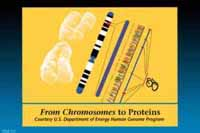 From Chromosomes to Proteins
Courtesy U.S. Department of Energy Human Genome Program